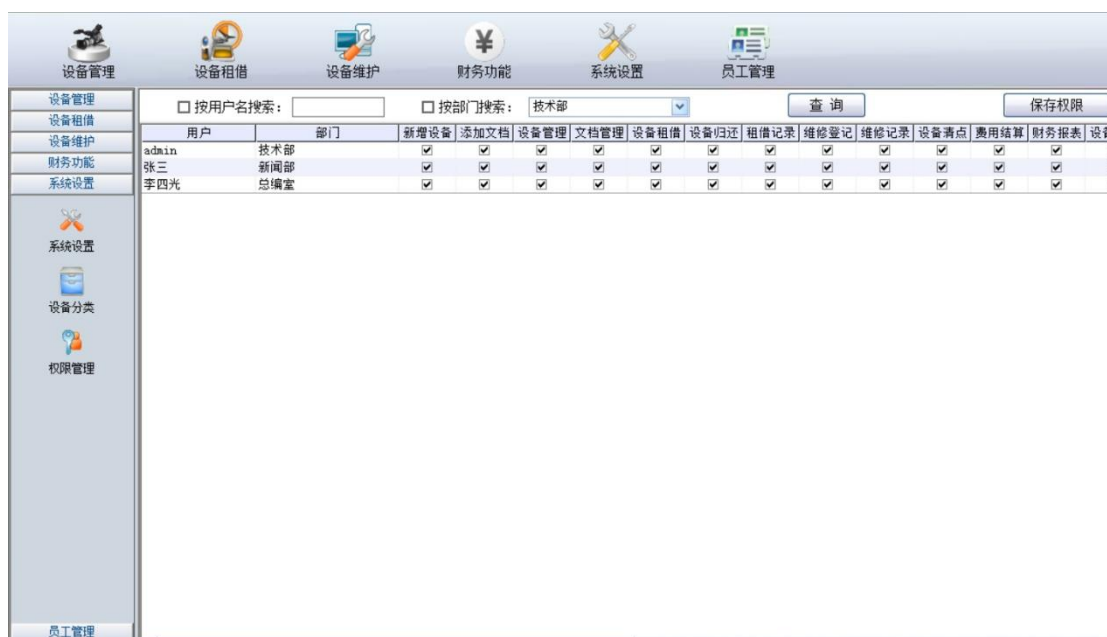 设备管理 设备租借 设备维护 财务功能 系统设置 员工管理
设备管理
设备租借
设备维护
财务功能
系统设置
系统设置
设备分类
权限管理
员工管理
按用户名搜索: 按部门搜索: 技术部 查 询 保存权限
用户 部门 新增设备 添加文档 设备管理 文档管理 设备租借 设备归还 租借记录 维修登记 维修记录 设备清点 费用结算 财务报表 设备
admin 技术部
张三 新闻部
李四光 总编室